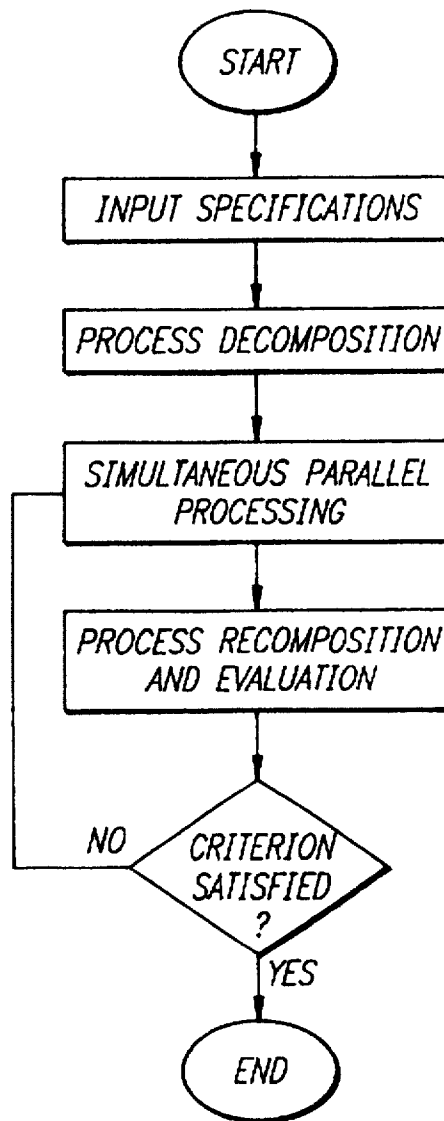 START
INPUT SPECIFICATIONS
PROCESS DECOMPOSITION
SIMULTANEOUS PARALLEL
PROCESSING
PROCESS RECOMPOSITION
AND EVALUATION
NO
CRITERION
SATISFIED
?
YES
END